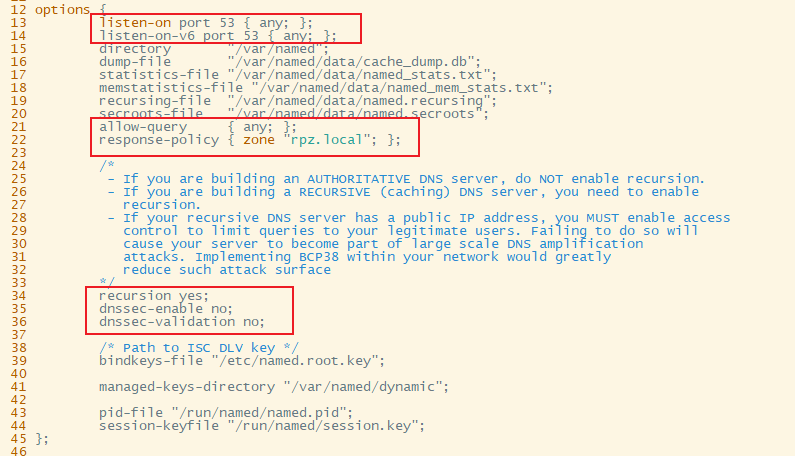 12 options {
13         listen-on port 53 { any; };
14         listen-on-v6 port 53 { any; };
15         directory       "/var/named";
16         dump-file       "/var/named/data/cache_dump.db";
17         statistics-file "/var/named/data/named_stats.txt";
18         memstatistics-file "/var/named/data/named_mem_stats.txt";
19         recursing-file  "/var/named/data/named.recursing";
20         secroots-file   "/var/named/data/named.secroots";
21         allow-query     { any; };
22         response-policy { zone "rpz.local"; };
23
24         /*
25          - If you are building an AUTHORITATIVE DNS server, do NOT enable recursion.
26          - If you are building a RECURSIVE (caching) DNS server, you need to enable
27            recursion.
28          - If your recursive DNS server has a public IP address, you MUST enable access
29            control to limit queries to your legitimate users. Failing to do so will
30            cause your server to become part of large scale DNS amplification
31            attacks. Implementing BCP38 within your network would greatly
32            reduce such attack surface
33         */
34         recursion yes;
35         dnssec-enable no;
36         dnssec-validation no;
37
38         /* Path to ISC DLV key */
39         bindkeys-file "/etc/named.root.key";
40
41         managed-keys-directory "/var/named/dynamic";
42
43         pid-file "/run/named/named.pid";
44         session-keyfile "/run/named/session.key";
45 };
46